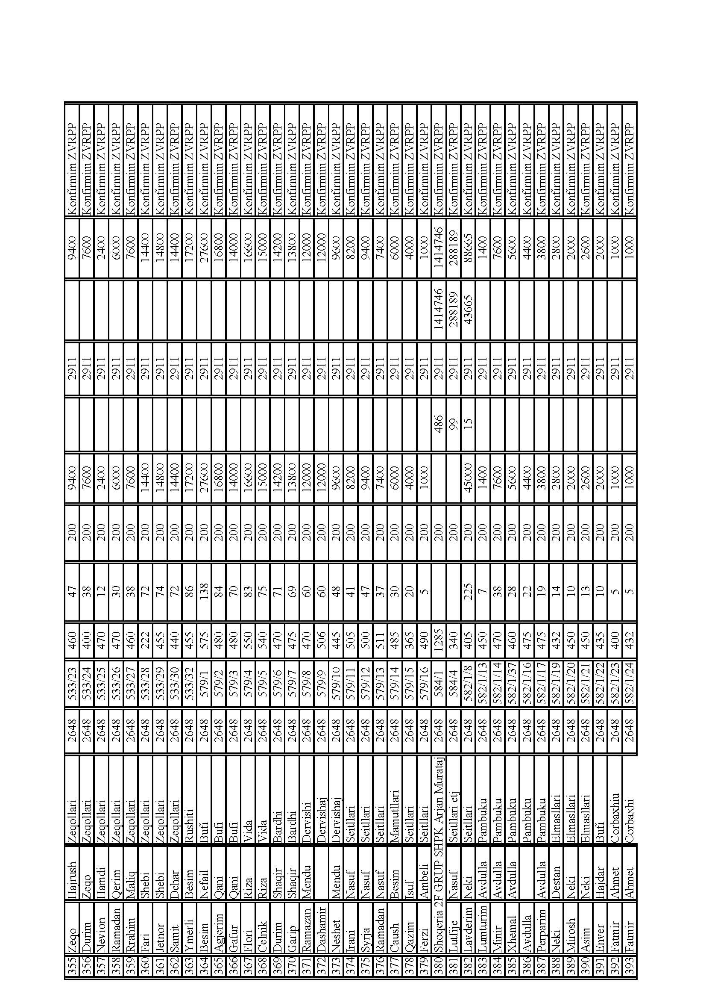 355 Zeqo Hajrush Zeqollari 2648 533/23 460 47 200 9400 2911 9400 Konfirmim ZVRPP
356 Durim Zeqo Zeqollari 2648 533/24 400 38 200 7600 2911 7600 Konfirmim ZVRPP
357 Nevion Hamdi Zeqollari 2648 533/25 470 12 200 2400 2911 2400 Konfirmim ZVRPP
358 Ramadan Qerim Zeqollari 2648 533/26 470 30 200 6000 2911 6000 Konfirmim ZVRPP
359 Rrahim Maliq Zeqollari 2648 533/27 460 38 200 7600 2911 7600 Konfirmim ZVRPP
360 Fari Shebi Zeqollari 2648 533/28 222 72 200 14400 2911 14400 Konfirmim ZVRPP
361 Jetnor Shebi Zeqollari 2648 533/29 455 74 200 14800 2911 14800 Konfirmim ZVRPP
362 Samit Dehar Zeqollari 2648 533/30 440 72 200 14400 2911 14400 Konfirmim ZVRPP
363 Ymerli Besim Rushiti 2648 533/32 455 86 200 17200 2911 17200 Konfirmim ZVRPP
364 Besim Nefail Bufi 2648 579/1 575 138 200 27600 2911 27600 Konfirmim ZVRPP
365 Agjerim Qani Bufi 2648 579/2 480 84 200 16800 2911 16800 Konfirmim ZVRPP
366 Gafur Qani Bufi 2648 579/3 480 70 200 14000 2911 14000 Konfirmim ZVRPP
367 Flori Riza Vida 2648 579/4 550 83 200 16600 2911 16600 Konfirmim ZVRPP
368 Celnik Riza Vida 2648 579/5 540 75 200 15000 2911 15000 Konfirmim ZVRPP
369 Durim Shaqir Bardhi 2648 579/6 470 71 200 14200 2911 14200 Konfirmim ZVRPP
370 Garip Shaqir Bardhi 2648 579/7 475 69 200 13800 2911 13800 Konfirmim ZVRPP
371 Ramazan Mendu Dervishi 2648 579/8 470 60 200 12000 2911 12000 Konfirmim ZVRPP
372 Dashamir Dervishaj 2648 579/9 506 60 200 12000 2911 12000 Konfirmim ZVRPP
373 Neshet Mendu Dervishaj 2648 579/10 445 48 200 9600 2911 9600 Konfirmim ZVRPP
374 Irami Nasuf Seitllari 2648 579/11 505 41 200 8200 2911 8200 Konfirmim ZVRPP
375 Syrja Nasuf Seitllari 2648 579/12 500 47 200 9400 2911 9400 Konfirmim ZVRPP
376 Ramadan Nasuf Seitllari 2648 579/13 511 37 200 7400 2911 7400 Konfirmim ZVRPP
377 Caush Besim Mamutllari 2648 579/14 485 30 200 6000 2911 6000 Konfirmim ZVRPP
378 Qazim Isuf Seitllari 2648 579/15 365 20 200 4000 2911 4000 Konfirmim ZVRPP
379 Ferzi Ambeli Seitllari 2648 579/16 490 5 200 1000 2911 1000 Konfirmim ZVRPP
380 Shoqeria 2F GRUP SHPK Arjan Murataj 2648 584/1 1285 200 486 2911 1414746 1414746 Konfirmim ZVRPP
381 Lutfije Nasuf Seitllari etj 2648 584/4 340 200 99 2911 288189 288189 Konfirmim ZVRPP
382 Lavderim Neki Seitllari 2648 582/1/8 405 225 200 45000 15 2911 43665 88665 Konfirmim ZVRPP
383 Lumturim Avdulla Pambuku 2648 582/1/13 450 7 200 1400 2911 1400 Konfirmim ZVRPP
384 Mimir Avdulla Pambuku 2648 582/1/14 470 38 200 7600 2911 7600 Konfirmim ZVRPP
385 Xhemal Avdulla Pambuku 2648 582/1/37 460 28 200 5600 2911 5600 Konfirmim ZVRPP
386 Avdulla Pambuku 2648 582/1/16 475 22 200 4400 2911 4400 Konfirmim ZVRPP
387 Perparim Avdulla Pambuku 2648 582/1/17 475 19 200 3800 2911 3800 Konfirmim ZVRPP
388 Neki Destan Elmasllari 2648 582/1/19 432 14 200 2800 2911 2800 Konfirmim ZVRPP
389 Mirosh Neki Elmasllari 2648 582/1/20 450 10 200 2000 2911 2000 Konfirmim ZVRPP
390 Asim Neki Elmasllari 2648 582/1/21 450 13 200 2600 2911 2600 Konfirmim ZVRPP
391 Enver Hajdar Bufi 2648 582/1/22 435 10 200 2000 2911 2000 Konfirmim ZVRPP
392 Fatmir Ahmet Corbaxhiu 2648 582/1/23 400 5 200 1000 2911 1000 Konfirmim ZVRPP
393 Fatmir Ahmet Corbaxhi 2648 582/1/24 432 5 200 1000 2911 1000 Konfirmim ZVRPP